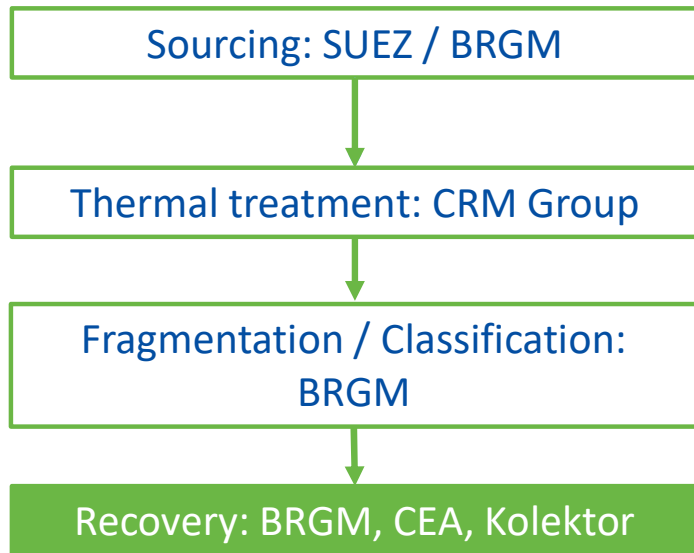 Sourcing: SUEZ / BRGM
Thermal treatment: CRM Group
Fragmentation / Classification:
BRGM
Recovery: BRGM, CEA, Kolektor